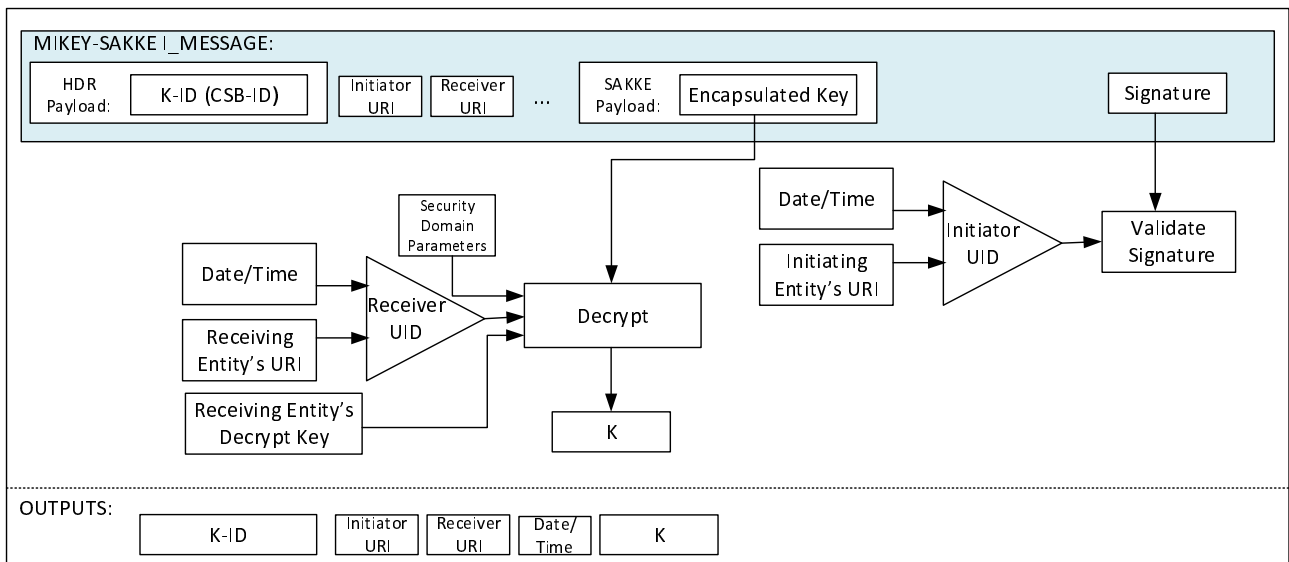 MIKEY-SAKKE I_MESSAGE:
HDR
Payload:
K-ID (CSB-ID)
Initiator
URI
Receiver
URI
...
SAKKE
Payload:
Encapsulated Key
Signature
Date/Time
Initiating
Entity's URI
Initiator
UID
Validate
Signature
Security
Domain
Parameters
Date/Time
Receiving
Entity's URI
Receiver
UID
Decrypt
Receiving Entity's
Decrypt Key
K
OUTPUTS:
K-ID
Initiator
URI
Receiver
URI
Date/
Time
K